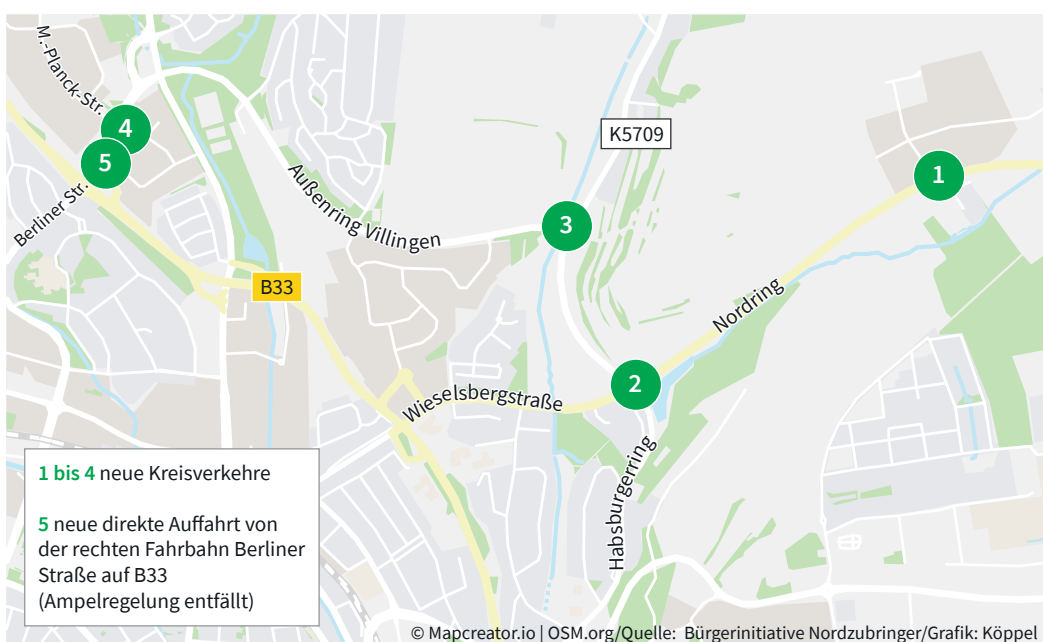 M.-Planck-Str.
4
5
Berliner Str.
Außenring Villingen
K5709
1
3
B33
Nordring
2
Wieselsbergstraße
Habsburgerring
1 bis 4 neue Kreisverkehre
5 neue direkte Auffahrt von
der rechten Fahrbahn Berliner
Straße auf B33
(Ampelregelung entfällt)
© Mapcreator.io | OSM.org/Quelle: Bürgerinitiative Nordzubringer/Grafik: Köppel